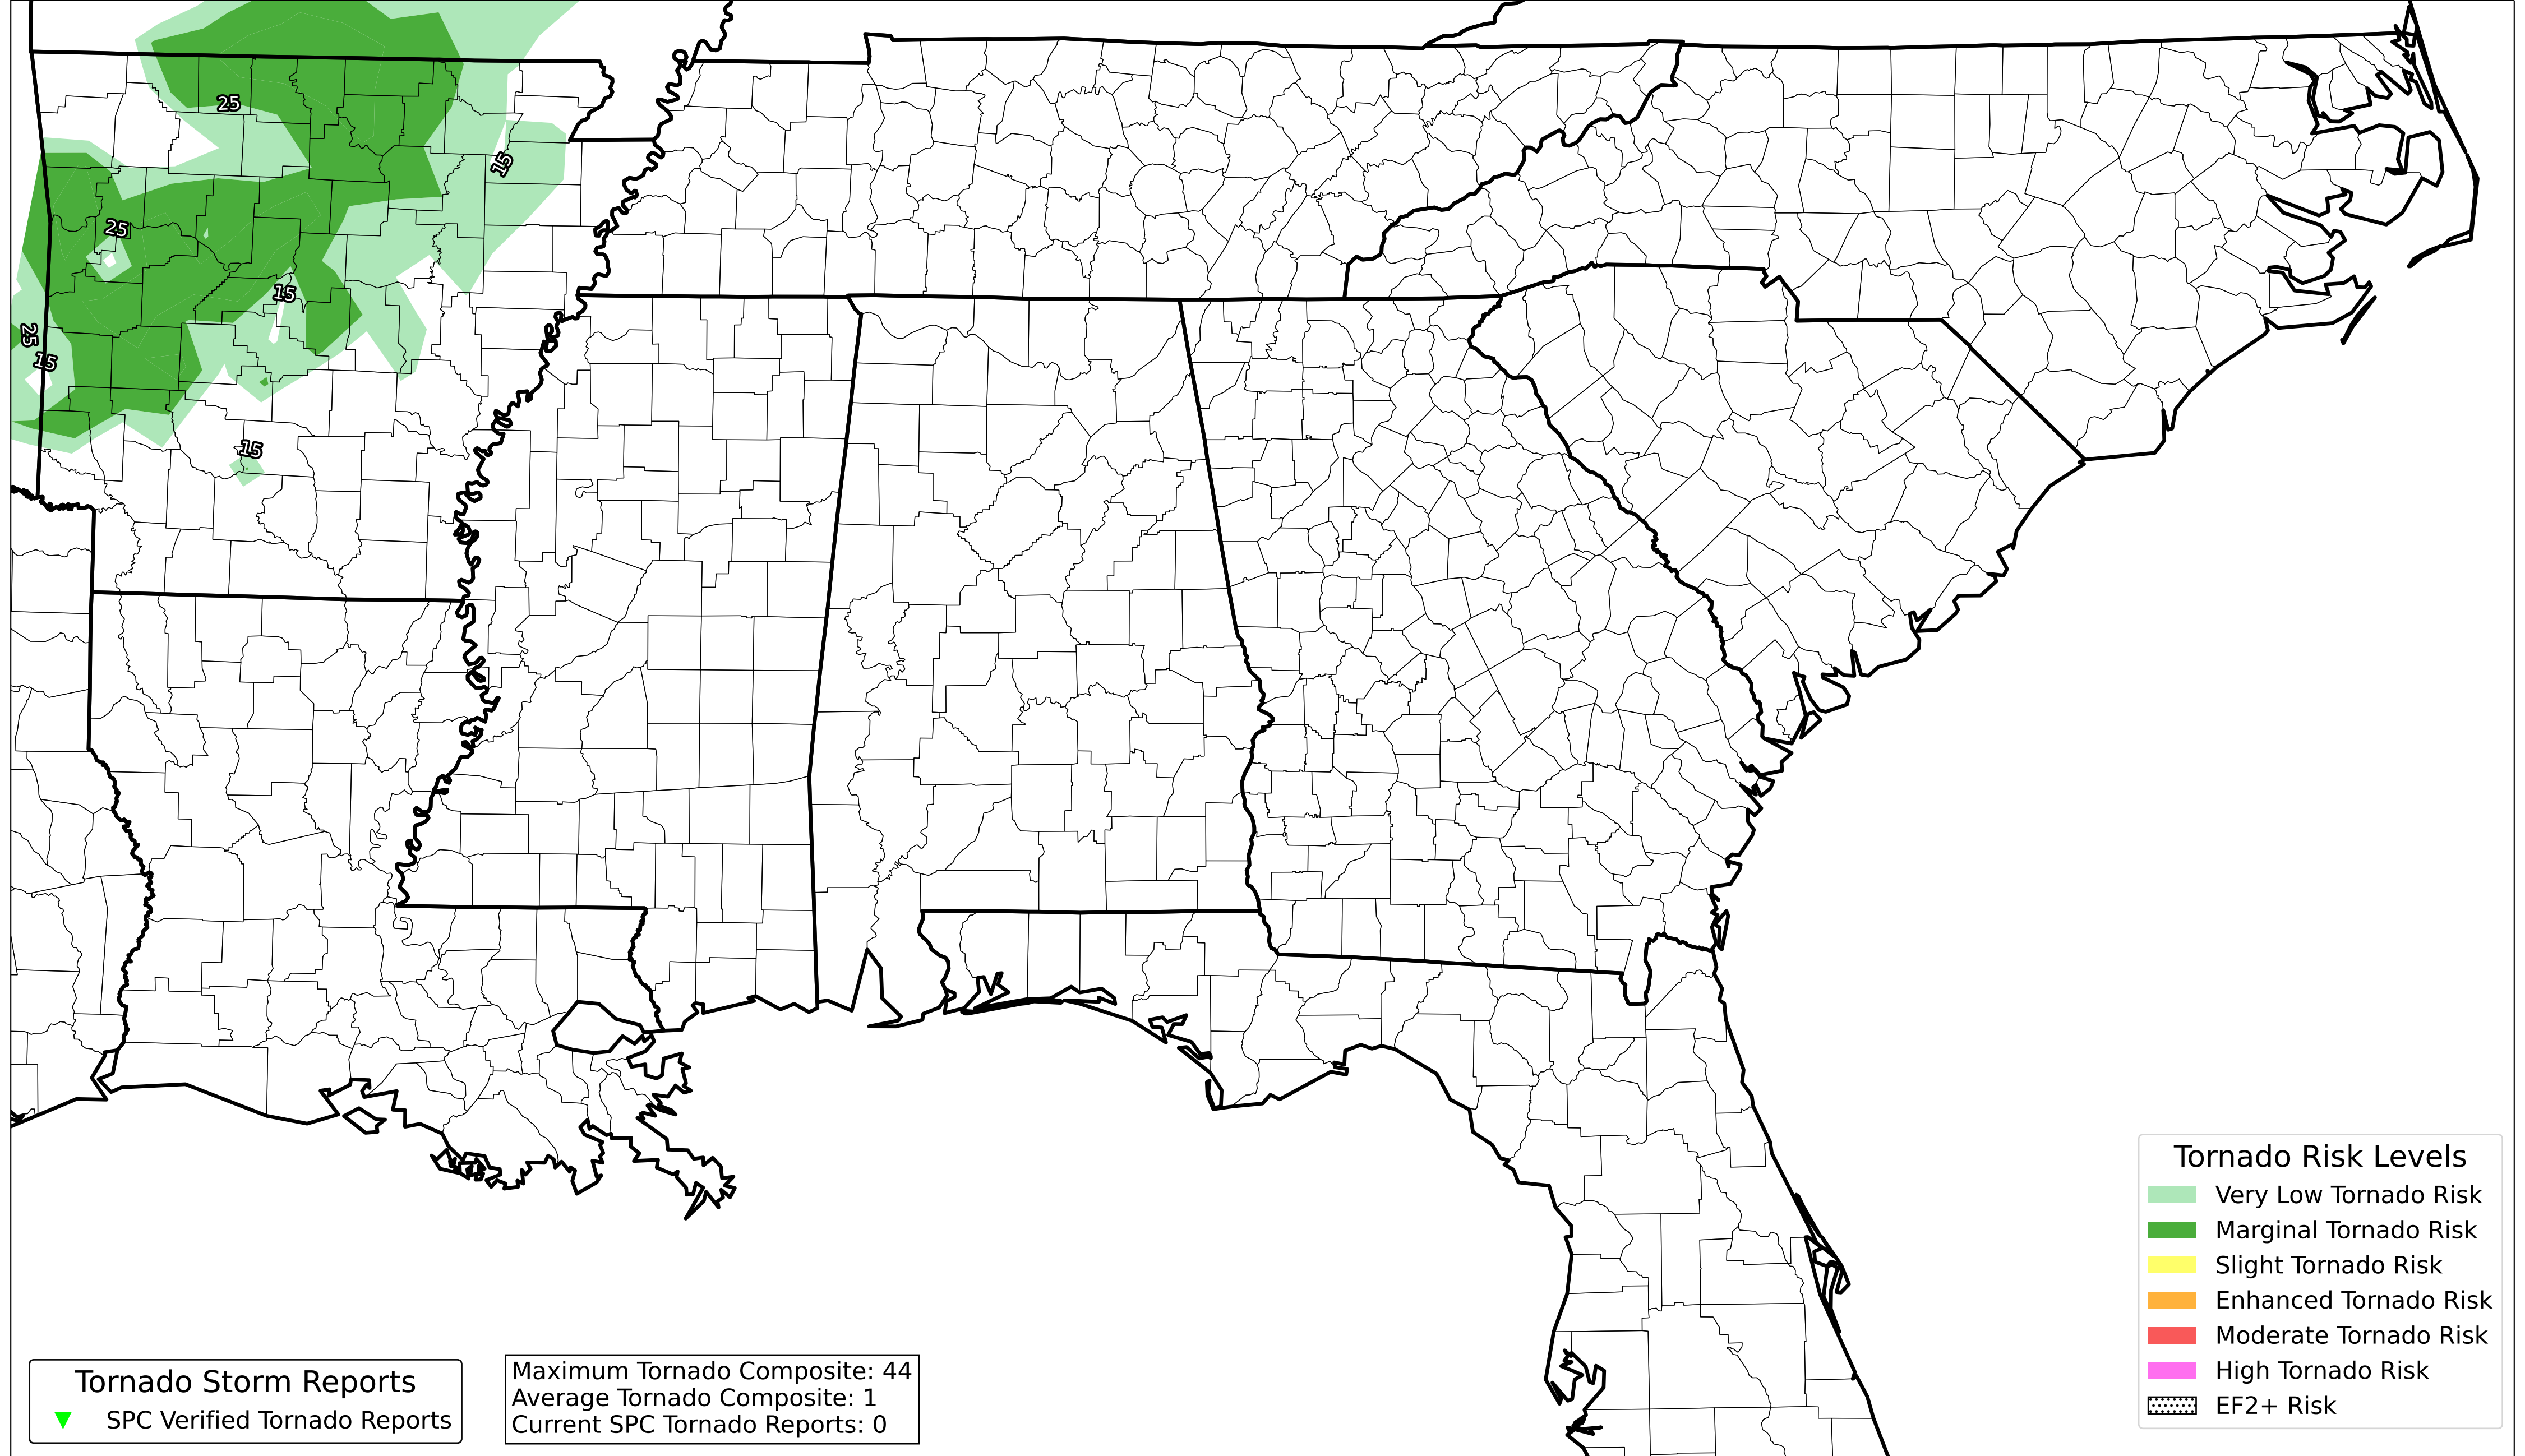 25
15
25
15
25
15
15
Tornado Storm Reports
SPC Verified Tornado Reports
Maximum Tornado Composite: 44
Average Tornado Composite: 1
Current SPC Tornado Reports: 0
Tornado Risk Levels
Very Low Tornado Risk
Marginal Tornado Risk
Slight Tornado Risk
Enhanced Tornado Risk
Moderate Tornado Risk
High Tornado Risk
EF2+ Risk